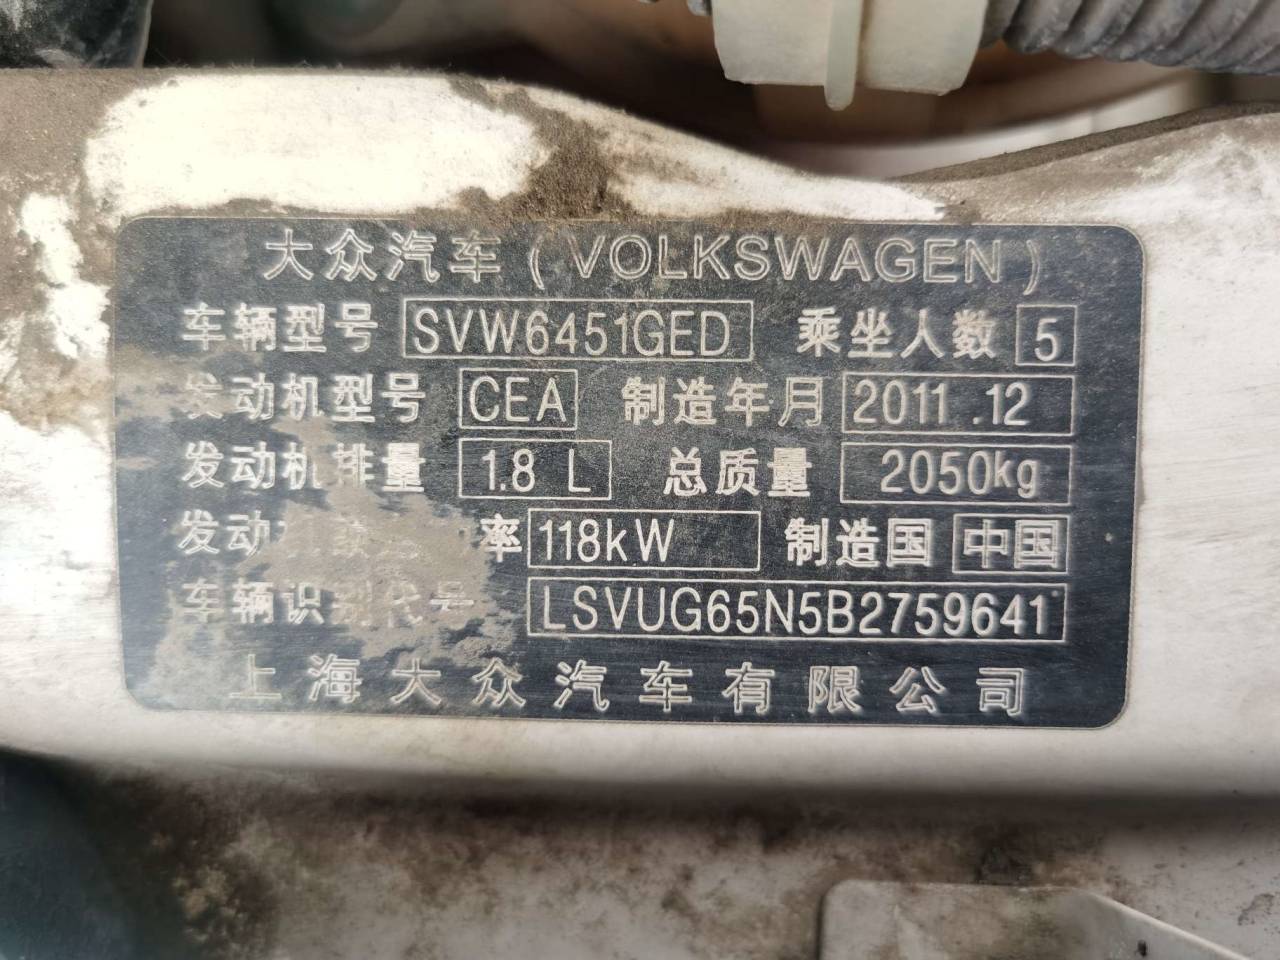 大众汽车(VOLKSWAGEN)
车辆型号 SVW6451GED 乘坐人数 5
发动机型号 CEA 制造年月 2011.12
发动机排量 1.8 L 总质量 2050kg
发动 率 118kW 制造国 中国
车辆识别代号 LSVUG65N5B2759641
上海大众汽车有限公司